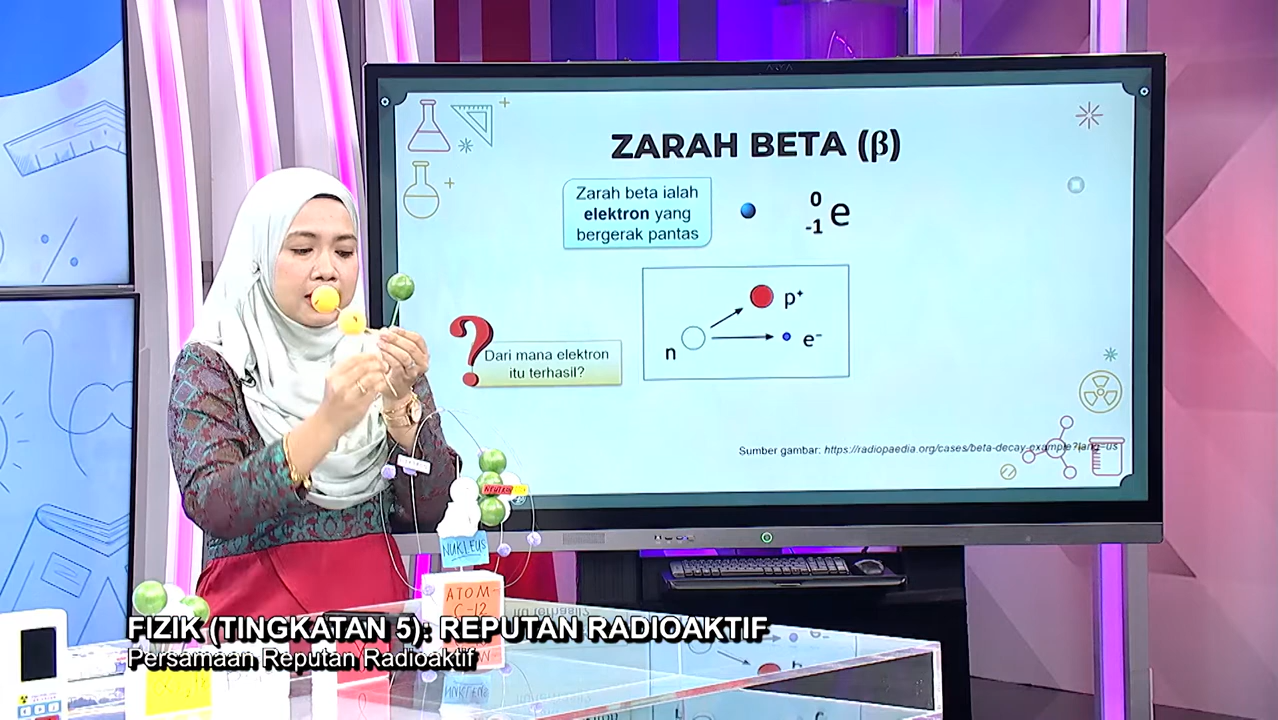 ZARAH BETA (β)
Zarah beta ialah
elektron yang
bergerak pantas
0
-1 e
n
p⁺
e⁻
Dari mana elektron
itu terhasil?
Sumber gambar: https://radiopaedia.org/cases/beta-decay-example?lang=us
NEUTRON
NUKLEUS
ATOM-
C-12
FIZIK (TINGKATAN 5): REPUTAN RADIOAKTIF
Persamaan Reputan Radioaktif